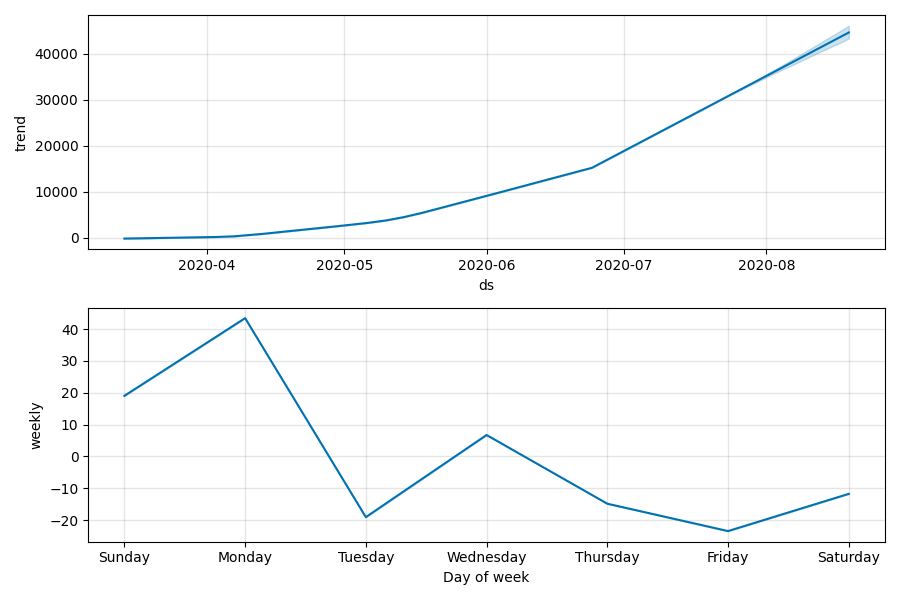 40000
30000
20000
10000
0
trend
2020-04 2020-05 2020-06 2020-07 2020-08
ds
40
30
20
10
0
−10
−20
weekly
Sunday Monday Tuesday Wednesday Thursday Friday Saturday
Day of week